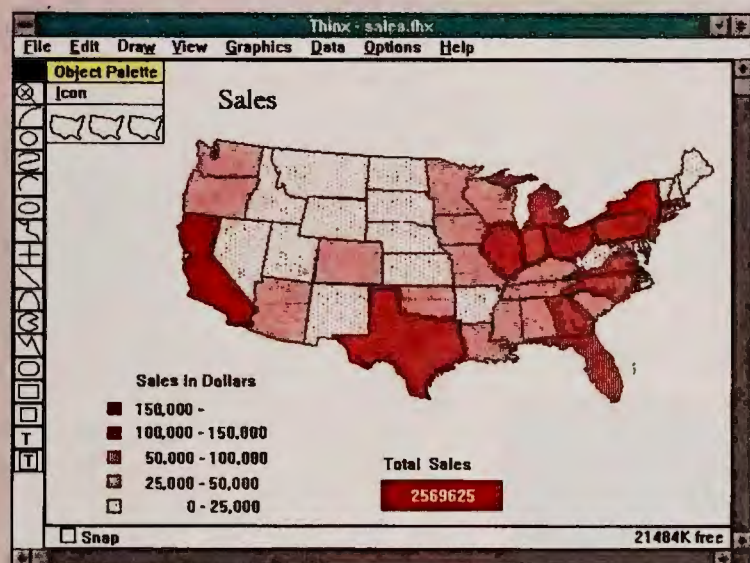 Thinx - sales.thx
File Edit Draw View Graphics Data Options Help
Object Palette
Icon
Sales
Sales in Dollars
150,000 -
100,000 - 150,000
50,000 - 100,000
25,000 - 50,000
0 - 25,000
Total Sales
2569625
T
T
Snap
21484K free